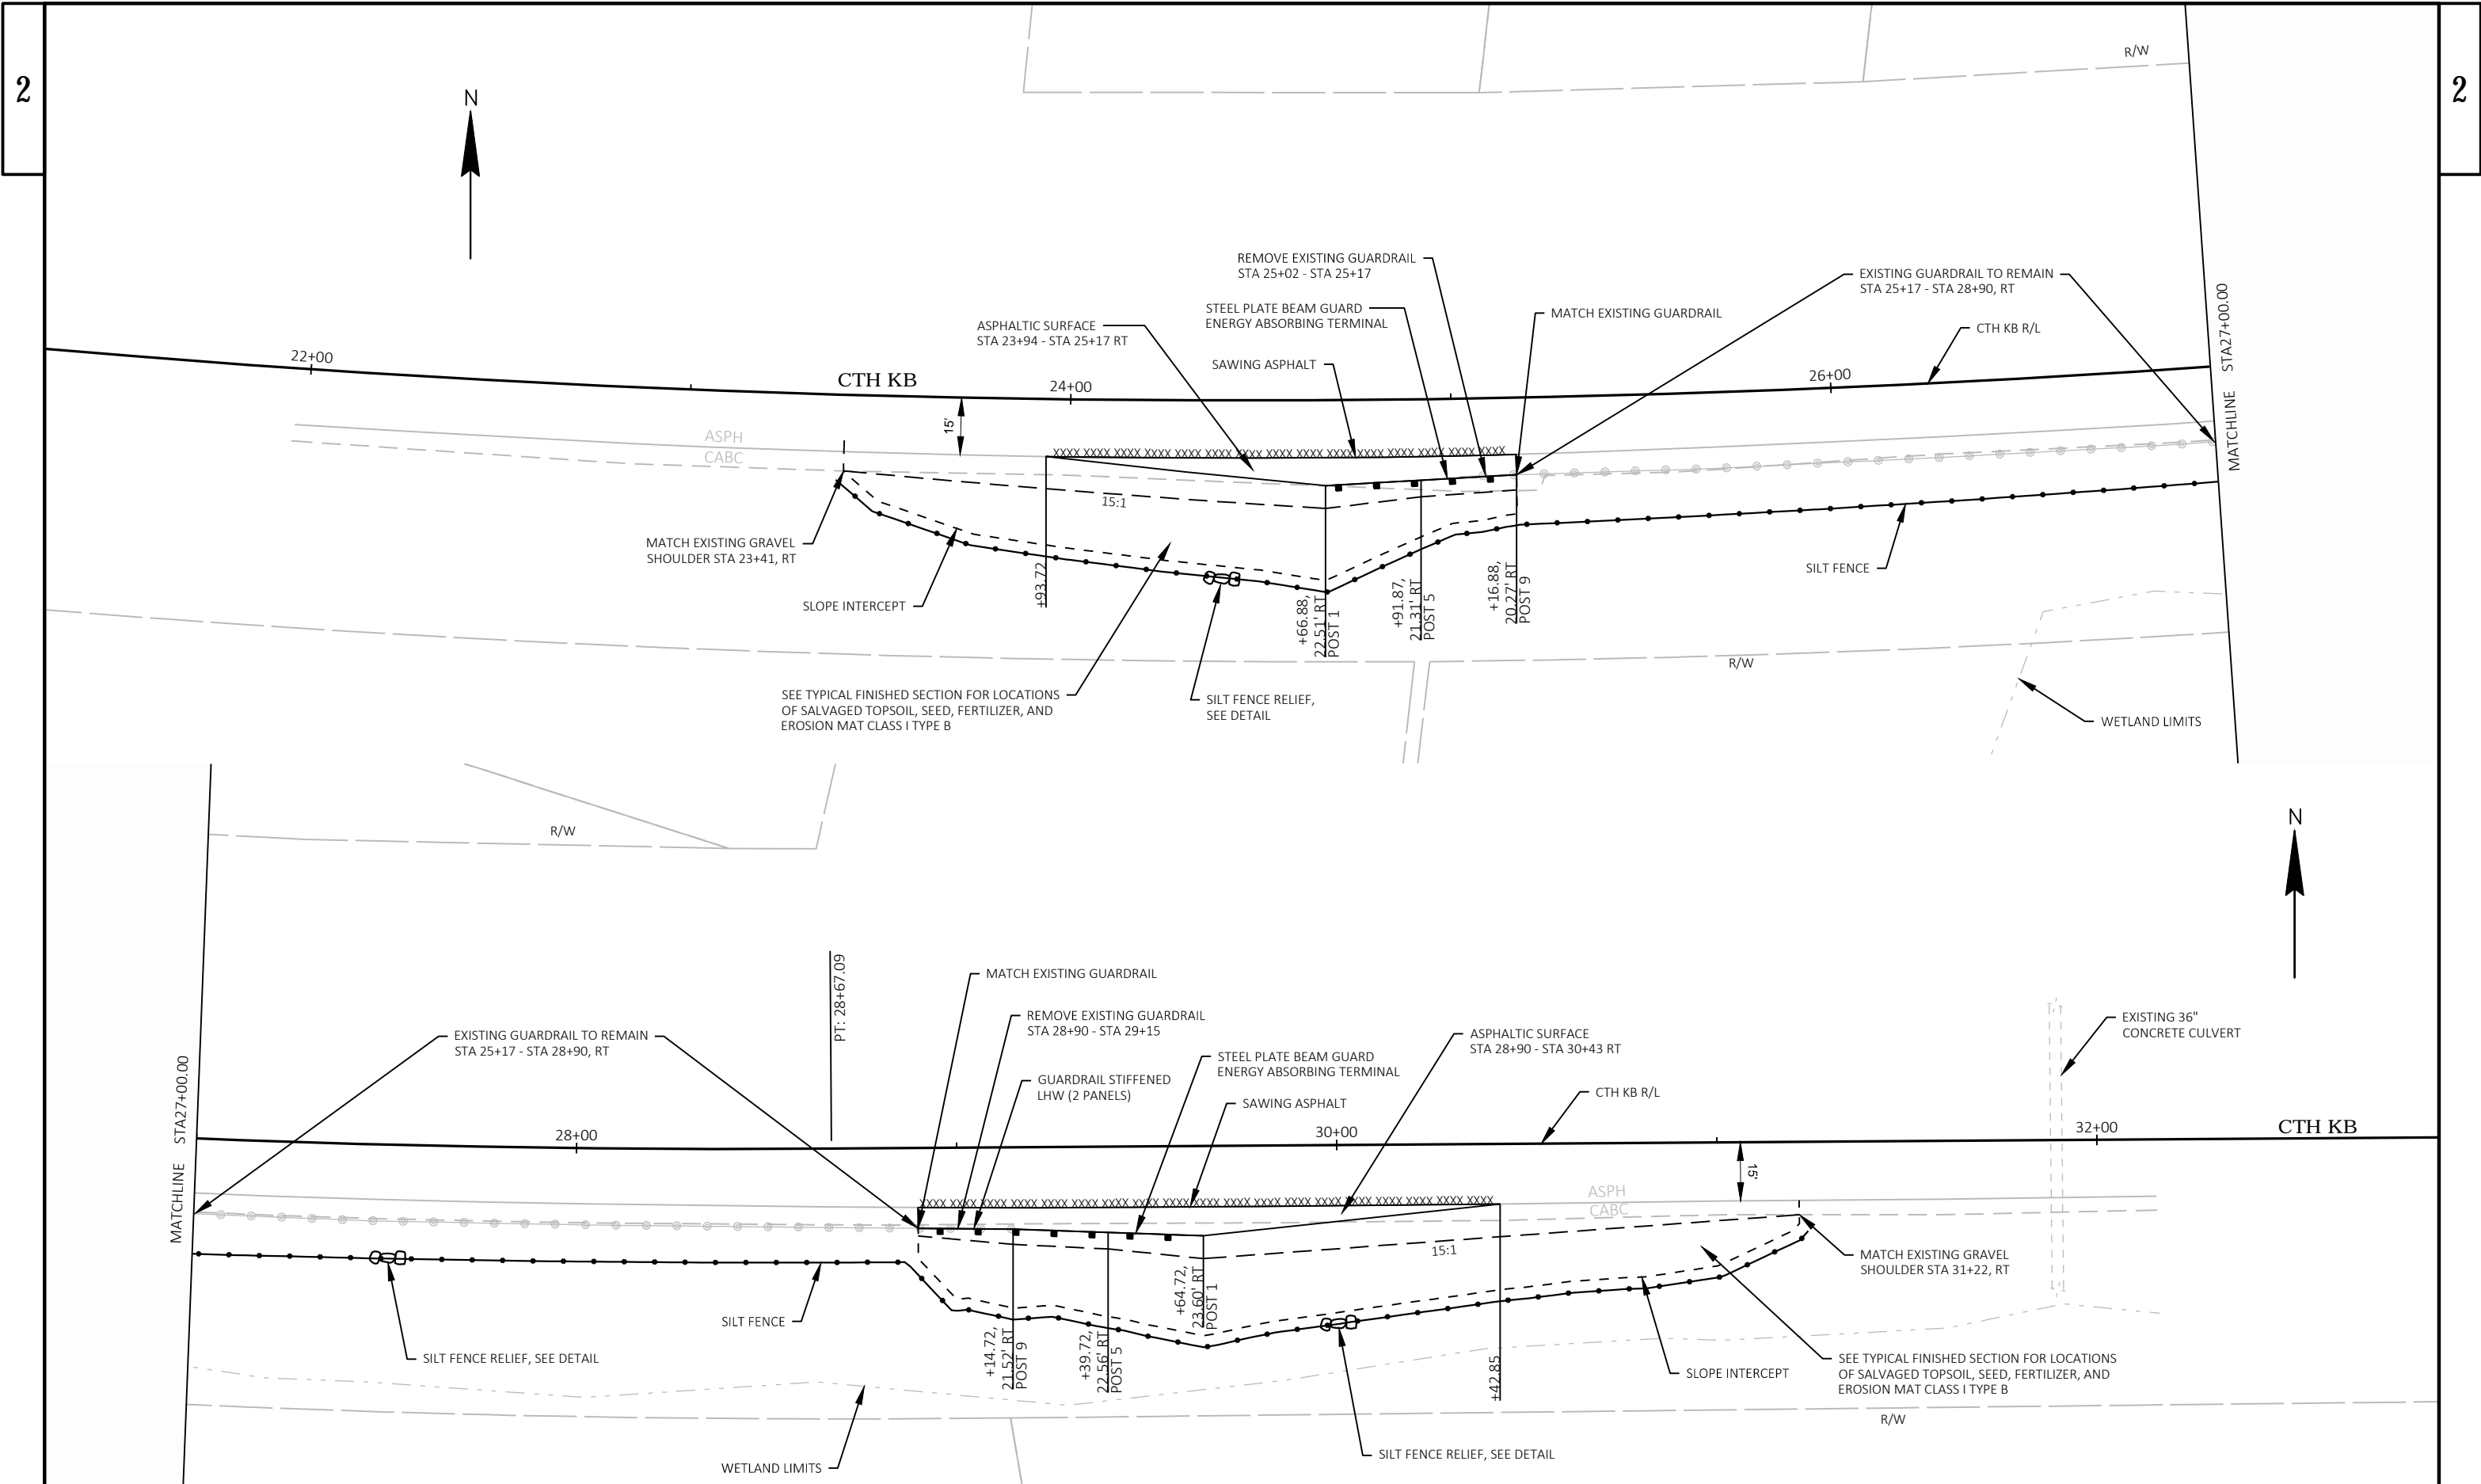 2
2
R/W
N
REMOVE EXISTING GUARDRAIL
STA 25+02 - STA 25+17
EXISTING GUARDRAIL TO REMAIN
STA 25+17 - STA 28+90, RT
STEEL PLATE BEAM GUARD
ENERGY ABSORBING TERMINAL
MATCH EXISTING GUARDRAIL
ASPHALTIC SURFACE
STA 23+94 - STA 25+17 RT
CTH KB R/L
SAWING ASPHALT
MATCHLINE STA27+00.00
22+00
CTH KB
24+00
26+00
15'
ASPH
CABC
15:1
MATCH EXISTING GRAVEL
SHOULDER STA 23+41, RT
SLOPE INTERCEPT
+93.72
+66.88,
22.51' RT
POST 1
+91.87,
21.31' RT
POST 5
+16.88,
20.27' RT
POST 9
SILT FENCE
R/W
SEE TYPICAL FINISHED SECTION FOR LOCATIONS
OF SALVAGED TOPSOIL, SEED, FERTILIZER, AND
EROSION MAT CLASS I TYPE B
SILT FENCE RELIEF,
SEE DETAIL
WETLAND LIMITS
R/W
N
PT: 28+67.09
MATCH EXISTING GUARDRAIL
REMOVE EXISTING GUARDRAIL
STA 28+90 - STA 29+15
EXISTING GUARDRAIL TO REMAIN
STA 25+17 - STA 28+90, RT
ASPHALTIC SURFACE
STA 28+90 - STA 30+43 RT
EXISTING 36"
CONCRETE CULVERT
STEEL PLATE BEAM GUARD
ENERGY ABSORBING TERMINAL
GUARDRAIL STIFFENED
LHW (2 PANELS)
SAWING ASPHALT
CTH KB R/L
MATCHLINE STA27+00.00
28+00
30+00
32+00
CTH KB
15'
ASPH
CABC
15:1
MATCH EXISTING GRAVEL
SHOULDER STA 31+22, RT
SILT FENCE
SILT FENCE RELIEF, SEE DETAIL
+14.72,
21.52' RT
POST 9
+39.72,
22.56' RT
POST 5
+64.72,
23.60' RT
POST 1
+42.85
SLOPE INTERCEPT
SEE TYPICAL FINISHED SECTION FOR LOCATIONS
OF SALVAGED TOPSOIL, SEED, FERTILIZER, AND
EROSION MAT CLASS I TYPE B
R/W
SILT FENCE RELIEF, SEE DETAIL
WETLAND LIMITS